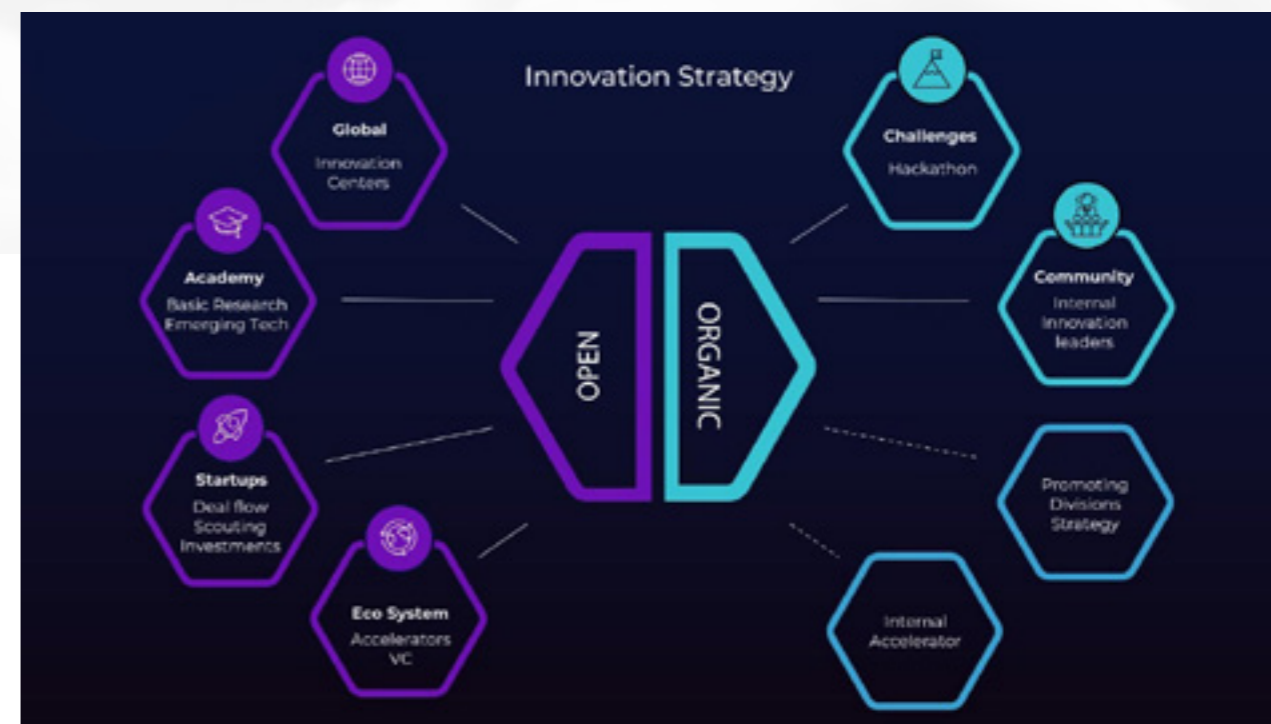 Innovation Strategy
Global
Innovation
Centers
Academy
Basic Research
Emerging Tech
Startups
Deal flow
Scouting
Investments
Eco System
Accelerators
VC
OPEN
ORGANIC
Challenges
Hackathon
Community
Internal
Innovation
leaders
Promoting
Divisions
Strategy
Internal
Accelerator